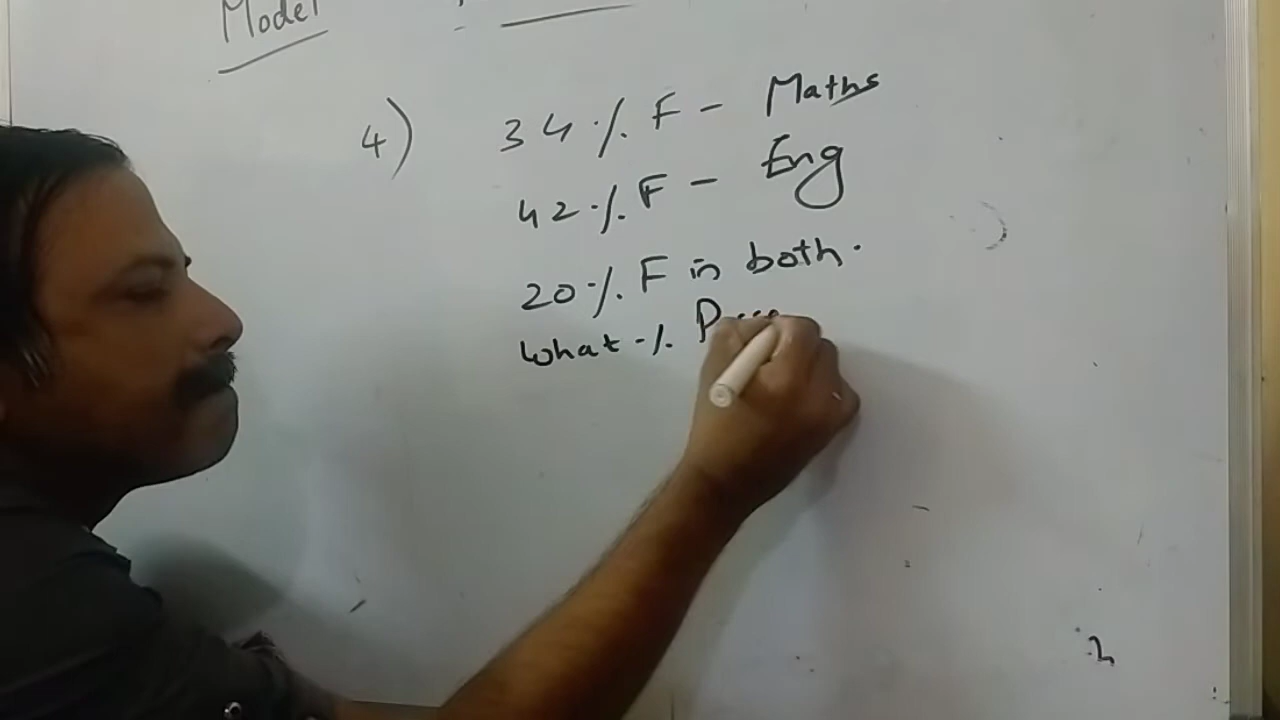 Model :
4) 34% F - Maths
42% F - Eng
20% F in both.
What %